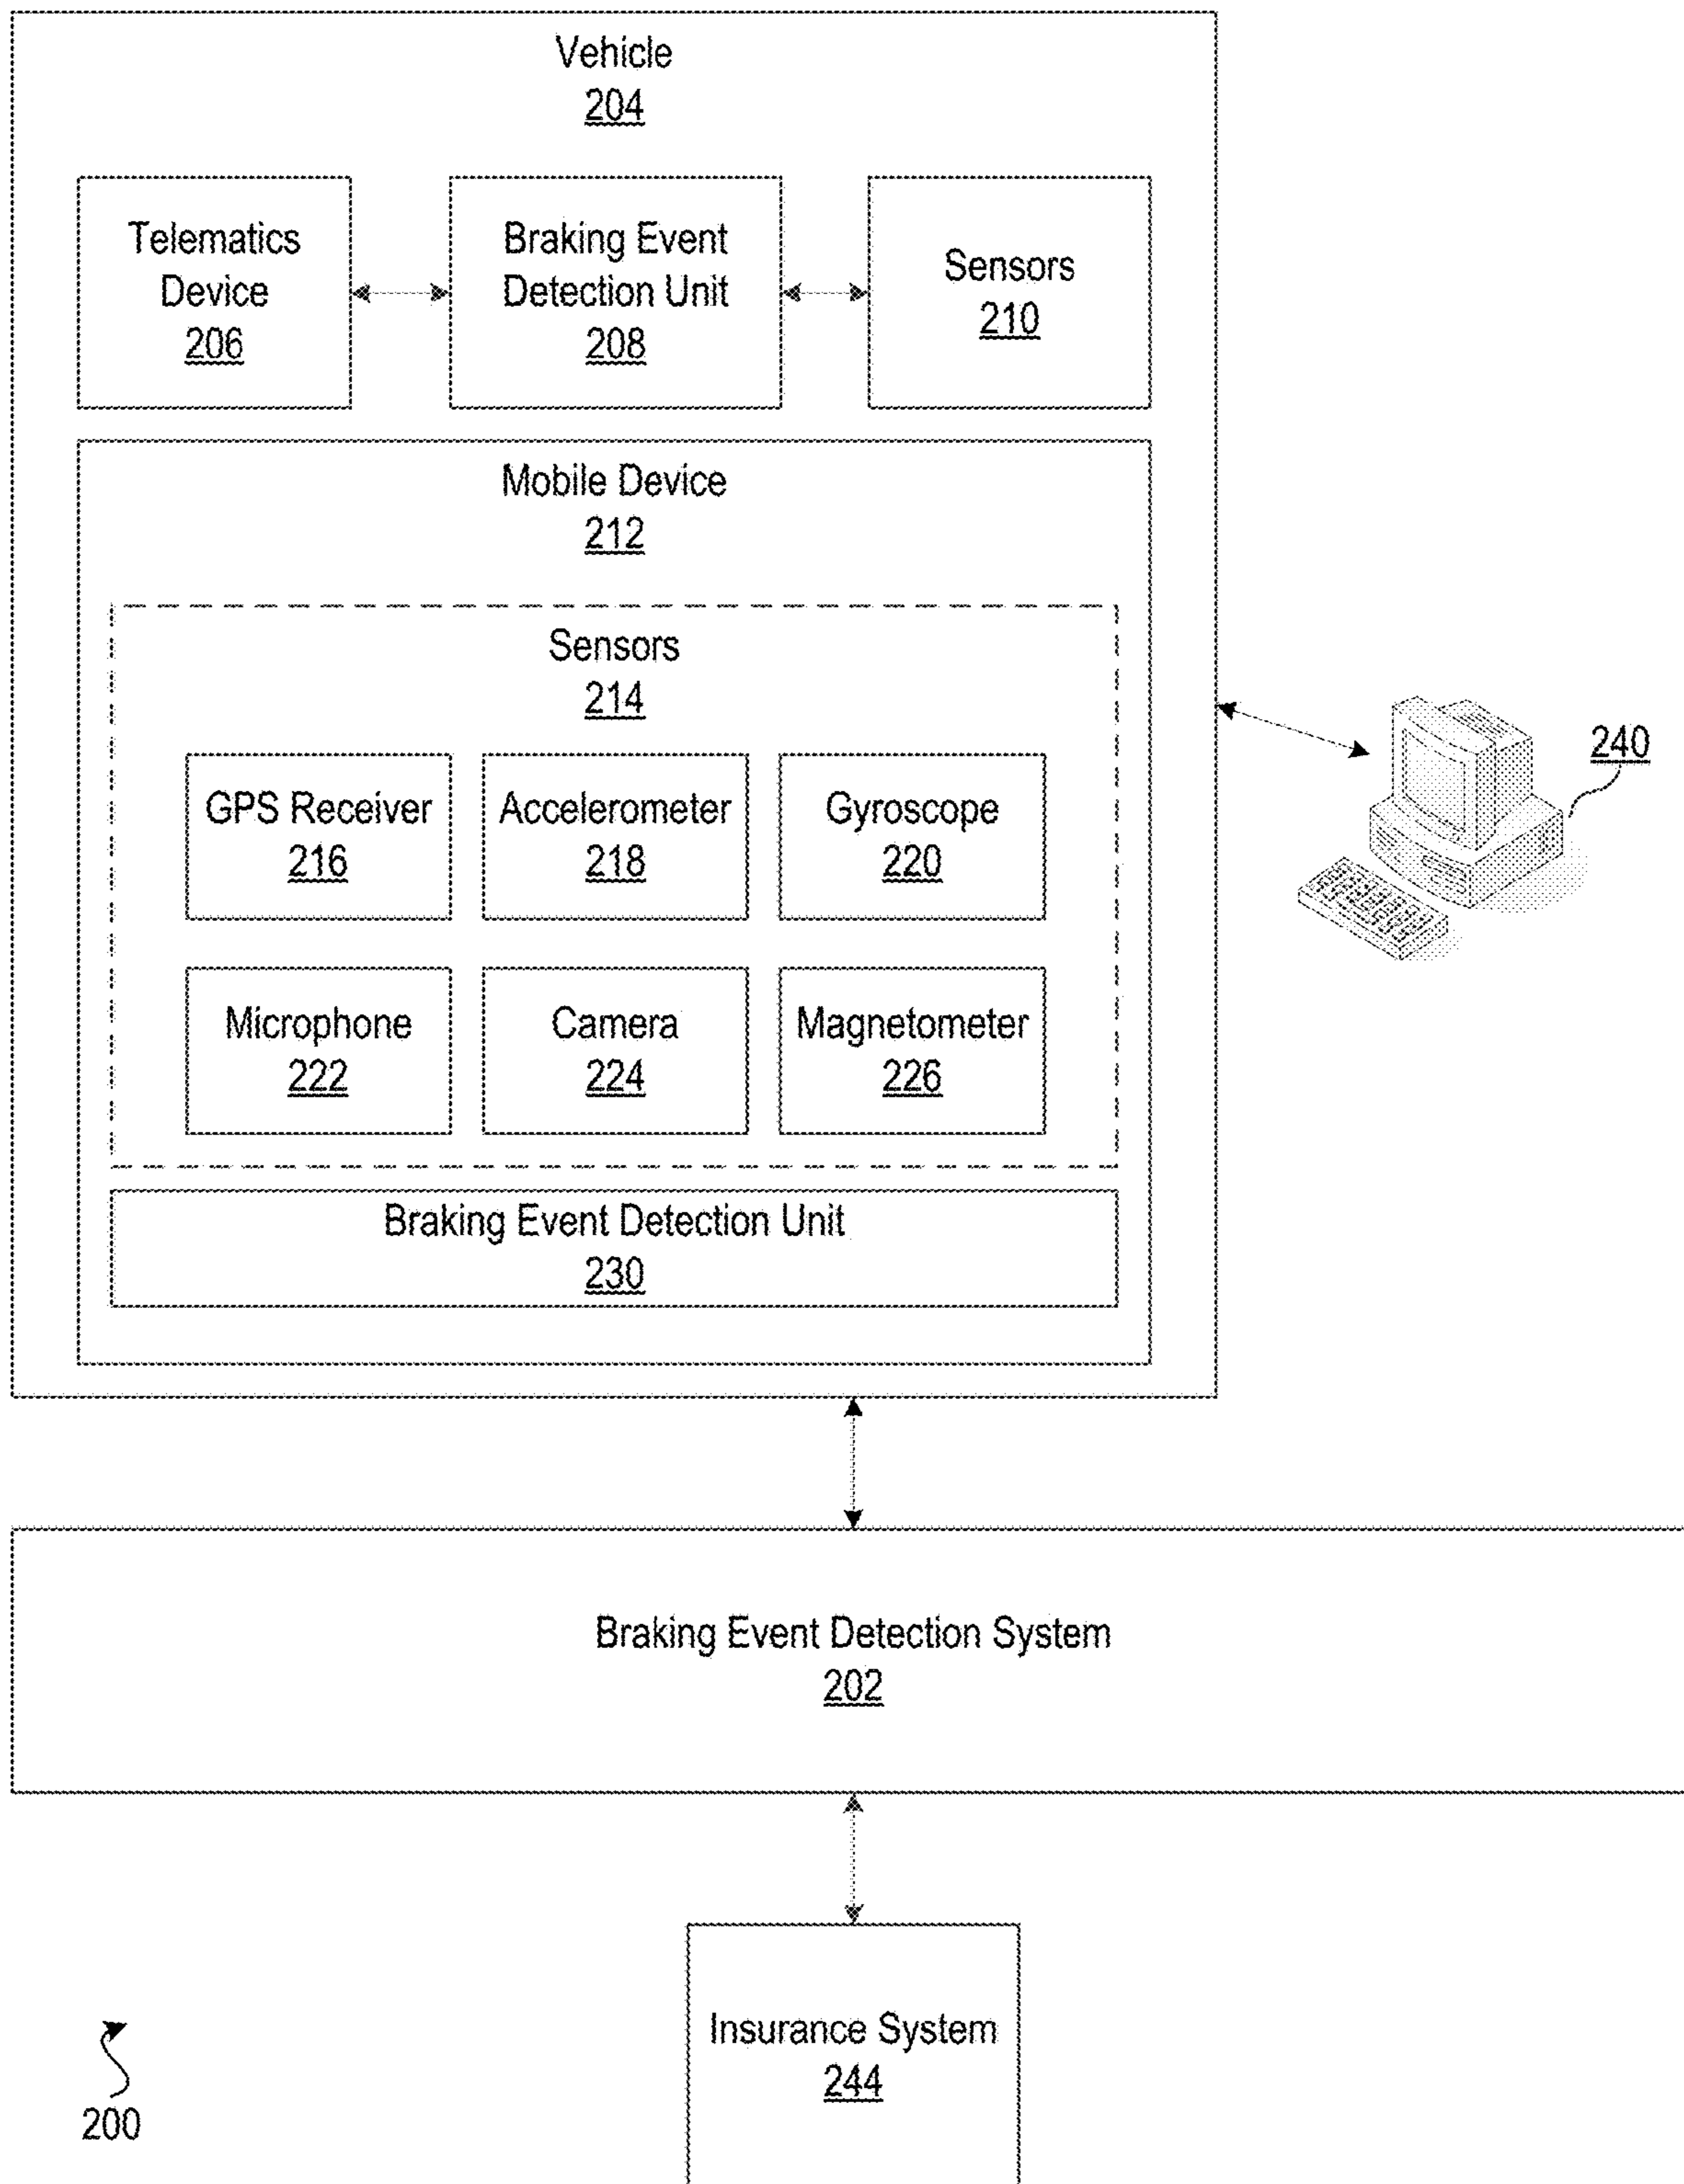 Vehicle
204
Telematics
Device
206
Braking Event
Detection Unit
208
Sensors
210
Mobile Device
212
Sensors
214
GPS Receiver
216
Accelerometer
218
Gyroscope
220
Microphone
222
Camera
224
Magnetometer
226
Braking Event Detection Unit
230
240
Braking Event Detection System
202
Insurance System
244
200